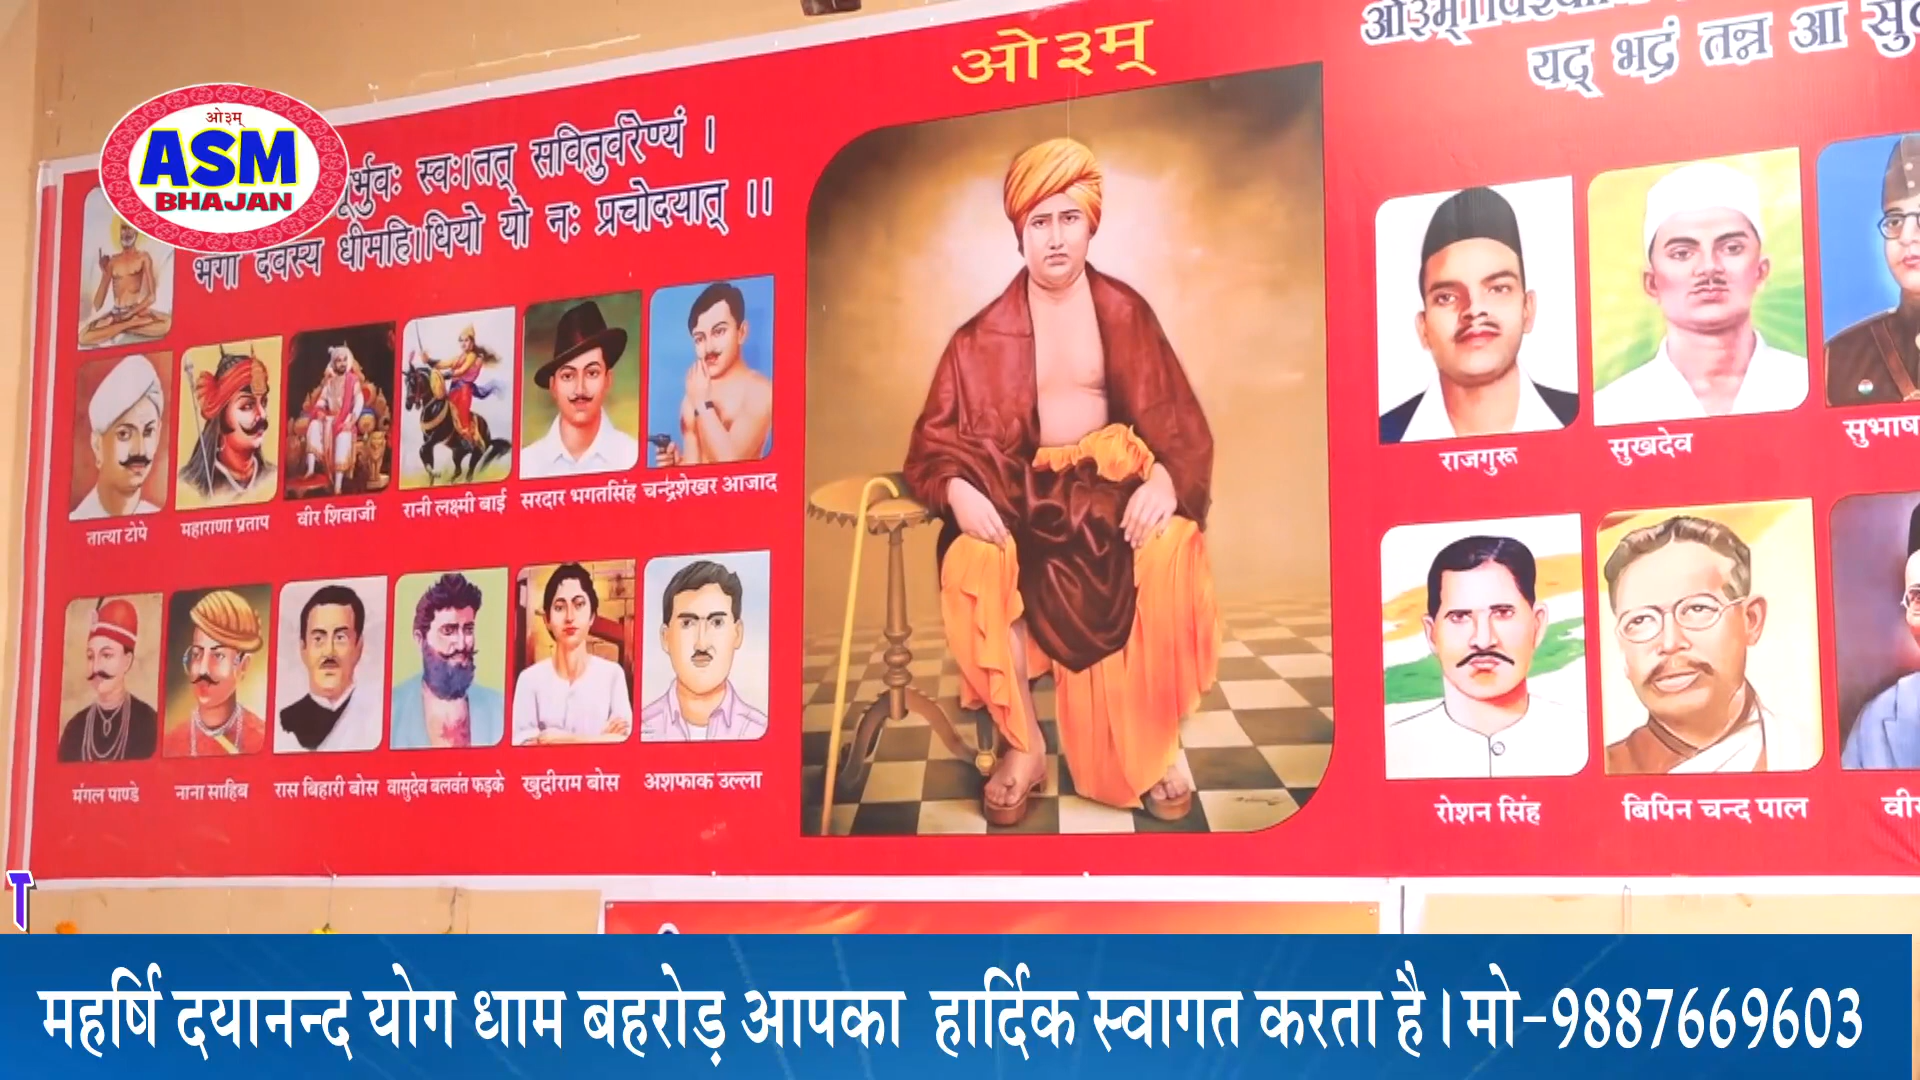 ओ३म्
ASM
BHAJAN
ओ३म्
र्भुवः स्वः।तत् सवितुर्वरेण्यं ।
भर्गो देवस्य धीमहि।धियो यो नः प्रचोदयात् ।।
यद् भद्रं तन्न आ
तात्या टोपे
महाराणा प्रताप
वीर शिवाजी
रानी लक्ष्मी बाई
सरदार भगतसिंह
चन्द्रशेखर आजाद
राजगुरू
सुखदेव
सुभाष
मंगल पाण्डे
नाना साहिब
रास बिहारी बोस
वासुदेव बलवंत फड़के
खुदीराम बोस
अशफाक उल्ला
रोशन सिंह
बिपिन चन्द पाल
T
महर्षि दयानन्द योग धाम बहरोड़ आपका हार्दिक स्वागत करता है। मो-9887669603